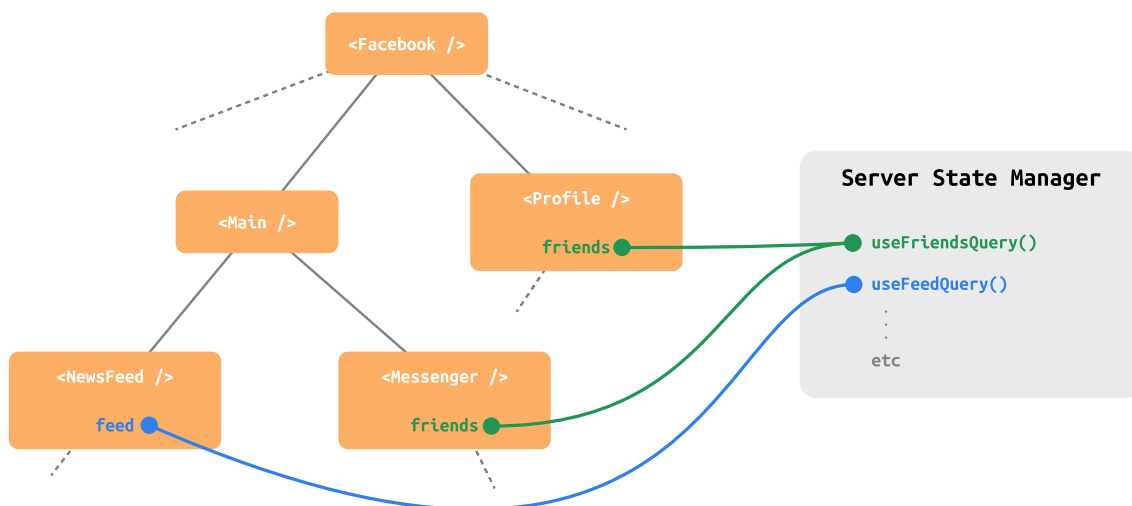 <Facebook />
<Main />
<Profile />
friends
Server State Manager
useFriendsQuery()
useFeedQuery()
etc
<NewsFeed />
feed
<Messenger />
friends